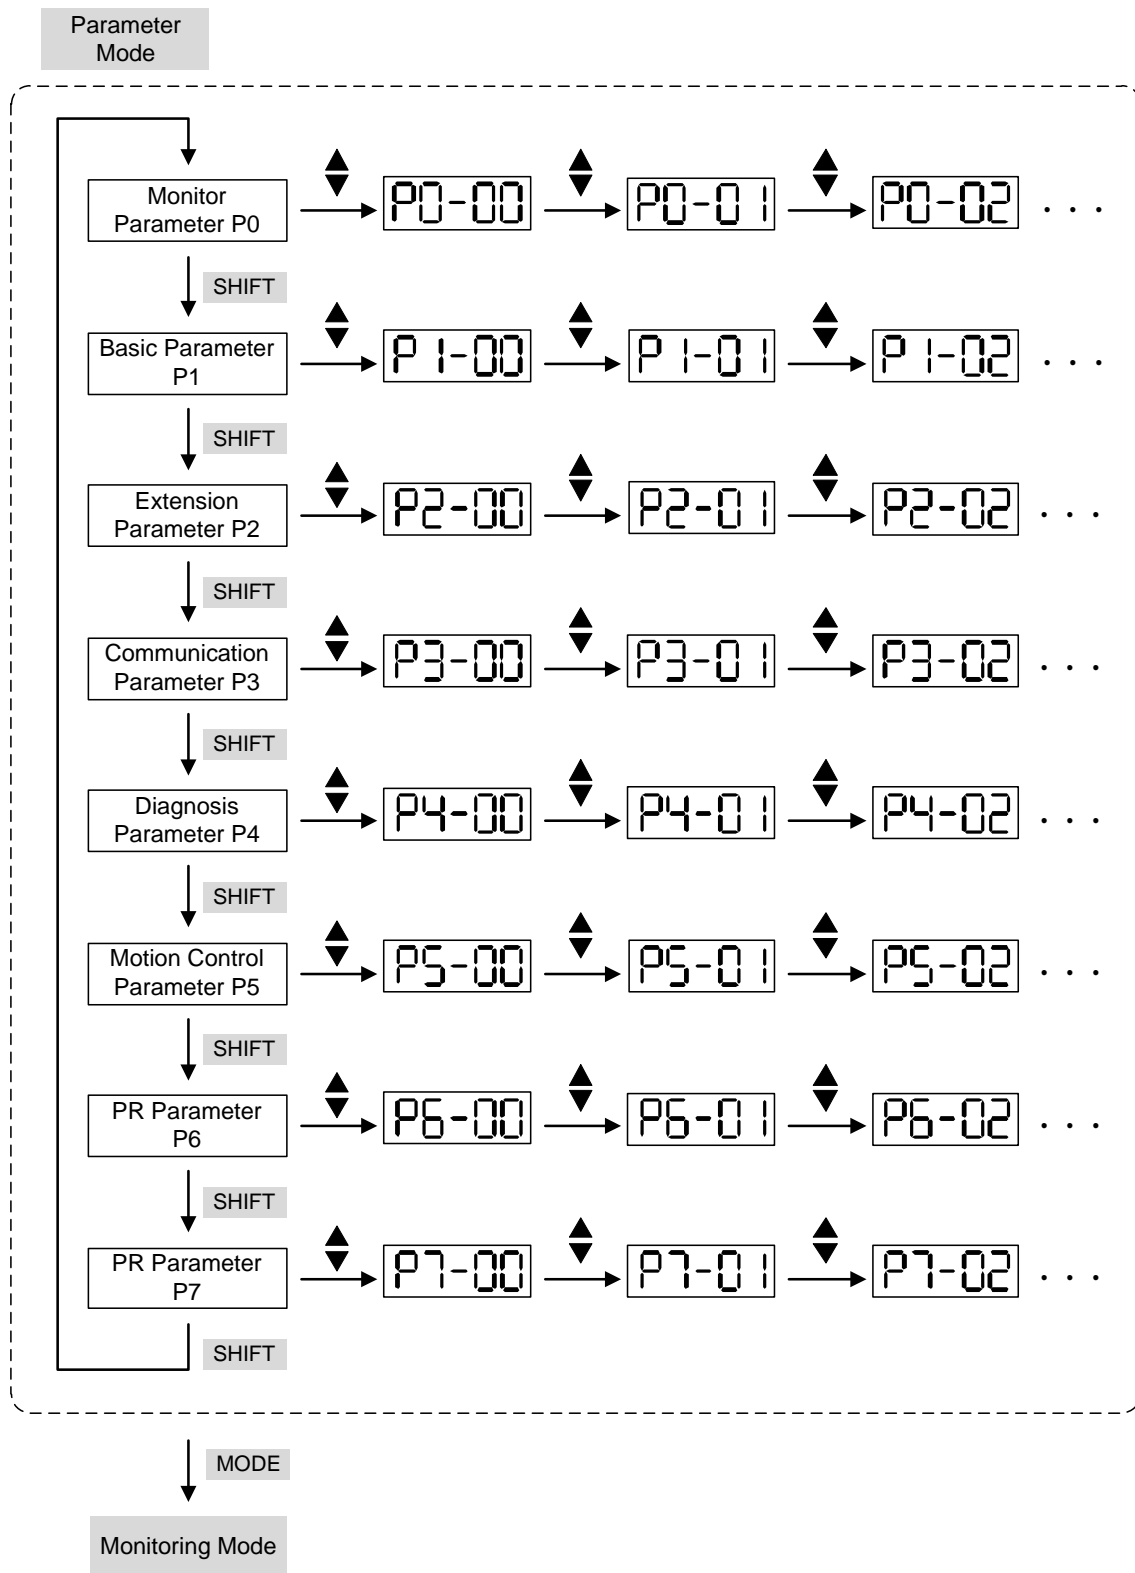 Parameter
Mode
Monitor
Parameter P0
P0-00
P0-01
P0-02
. . .
SHIFT
Basic Parameter
P1
P1-00
P1-01
P1-02
. . .
SHIFT
Extension
Parameter P2
P2-00
P2-01
P2-02
. . .
SHIFT
Communication
Parameter P3
P3-00
P3-01
P3-02
. . .
SHIFT
Diagnosis
Parameter P4
P4-00
P4-01
P4-02
. . .
SHIFT
Motion Control
Parameter P5
P5-00
P5-01
P5-02
. . .
SHIFT
PR Parameter
P6
P6-00
P6-01
P6-02
. . .
SHIFT
PR Parameter
P7
P7-00
P7-01
P7-02
. . .
SHIFT
MODE
Monitoring Mode